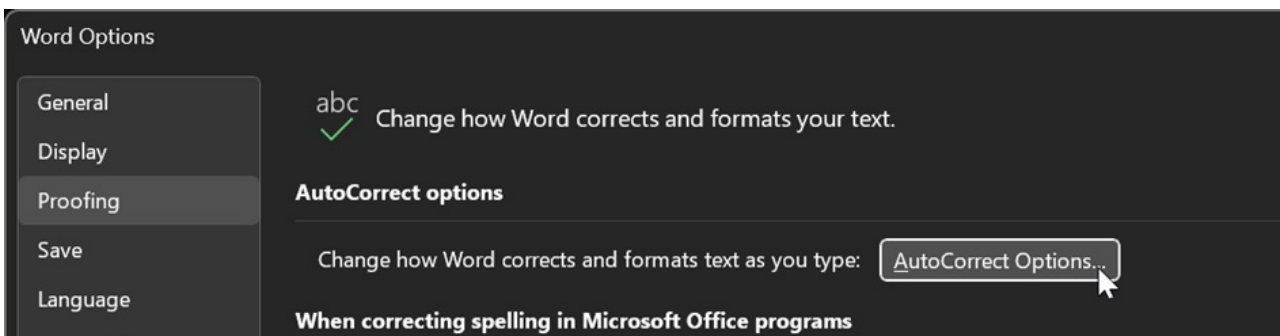 Word Options
General
Display
Proofing
Save
Language
abc
Change how Word corrects and formats your text.
AutoCorrect options
Change how Word corrects and formats text as you type: AutoCorrect Options...
When correcting spelling in Microsoft Office programs